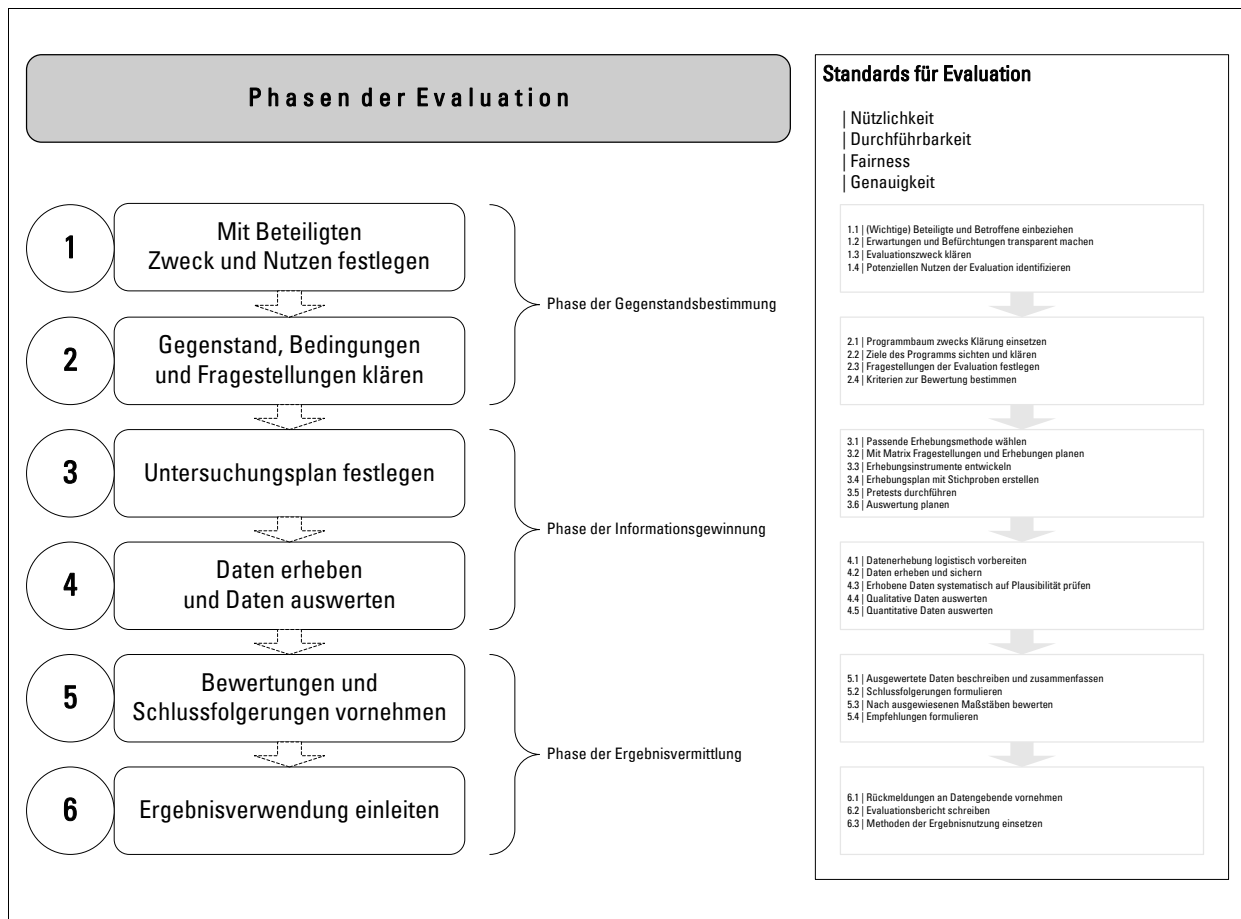 Phasen der Evaluation
1
Mit Beteiligten
Zweck und Nutzen festlegen
2
Gegenstand, Bedingungen
und Fragestellungen klären
Phase der Gegenstandsbestimmung
3
Untersuchungsplan festlegen
4
Daten erheben
und Daten auswerten
Phase der Informationsgewinnung
5
Bewertungen und
Schlussfolgerungen vornehmen
6
Ergebnisverwendung einleiten
Phase der Ergebnisvermittlung
Standards für Evaluation
| Nützlichkeit
| Durchführbarkeit
| Fairness
| Genauigkeit
1.1 | (Wichtige) Beteiligte und Betroffene einbeziehen
1.2 | Erwartungen und Befürchtungen transparent machen
1.3 | Evaluationszweck klären
1.4 | Potenziellen Nutzen der Evaluation identifizieren
2.1 | Programmbaum zwecks Klärung einsetzen
2.2 | Ziele des Programms sichten und klären
2.3 | Fragestellungen der Evaluation festlegen
2.4 | Kriterien zur Bewertung bestimmen
3.1 | Passende Erhebungsmethode wählen
3.2 | Mit Matrix Fragestellungen und Erhebungen planen
3.3 | Erhebungsinstrumente entwickeln
3.4 | Erhebungsplan mit Stichproben erstellen
3.5 | Pretests durchführen
3.6 | Auswertung planen
4.1 | Datenerhebung logistisch vorbereiten
4.2 | Daten erheben und sichern
4.3 | Erhobene Daten systematisch auf Plausibilität prüfen
4.4 | Qualitative Daten auswerten
4.5 | Quantitative Daten auswerten
5.1 | Ausgewertete Daten beschreiben und zusammenfassen
5.2 | Schlussfolgerungen formulieren
5.3 | Nach ausgewiesenen Maßstäben bewerten
5.4 | Empfehlungen formulieren
6.1 | Rückmeldungen an Datengebende vornehmen
6.2 | Evaluationsbericht schreiben
6.3 | Methoden der Ergebnisnutzung einsetzen